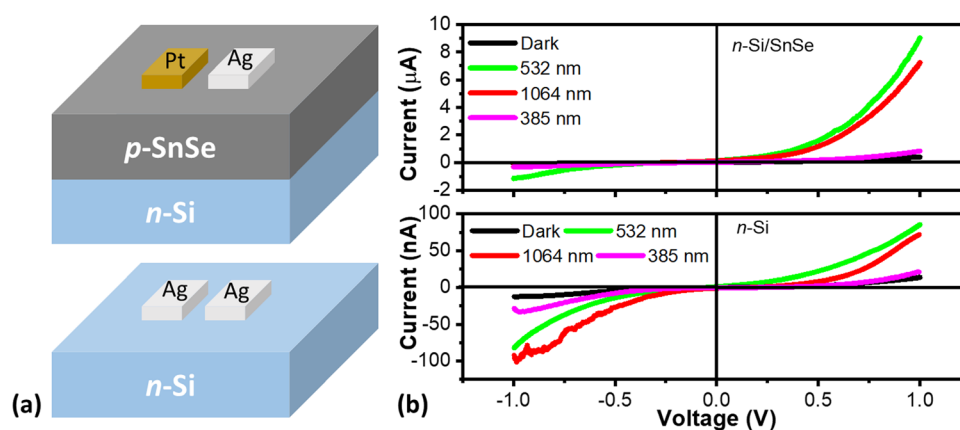 Pt Ag
p-SnSe
n-Si
Ag Ag
n-Si
(a)
Current (µA)
10
8
6
4
2
0
-2
Dark
532 nm
1064 nm
385 nm
n-Si/SnSe
Current (nA)
100
50
0
-50
-100
Dark 532 nm
1064 nm 385 nm
n-Si
-1.0 -0.5 0.0 0.5 1.0
(b) Voltage (V)